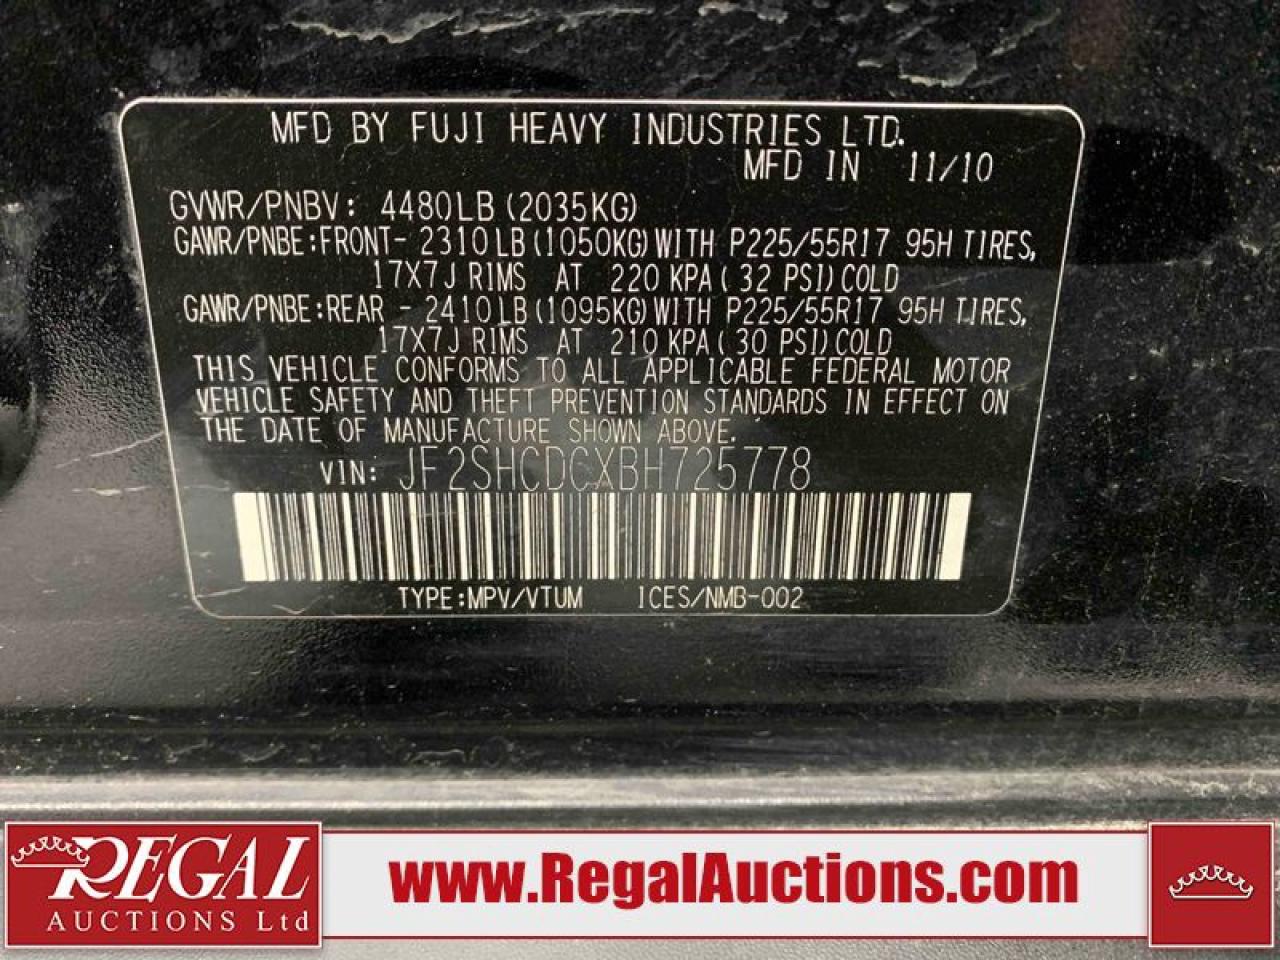 MFD BY FUJI HEAVY INDUSTRIES LTD.
MFD IN 11/10
GVWR/PNBV: 4480LB(2035KG)
GAWR/PNBE:FRONT- 2310LB(1050KG)WITH P225/55R17 95H TIRES,
17X7J RIMS AT 220 KPA( 32 PSI)COLD
GAWR/PNBE:REAR - 2410LB(1095KG)WITH P225/55R17 95H TIRES,
17X7J RIMS AT 210 KPA( 30 PSI)COLD
THIS VEHICLE CONFORMS TO ALL APPLICABLE FEDERAL MOTOR
VEHICLE SAFETY AND THEFT PREVENTION STANDARDS IN EFFECT ON
THE DATE OF MANUFACTURE SHOWN ABOVE.
VIN: JF2SHCDCXBH725778
TYPE:MPV/VTUM ICES/NMB-002
REGAL
AUCTIONS Ltd
www.RegalAuctions.com